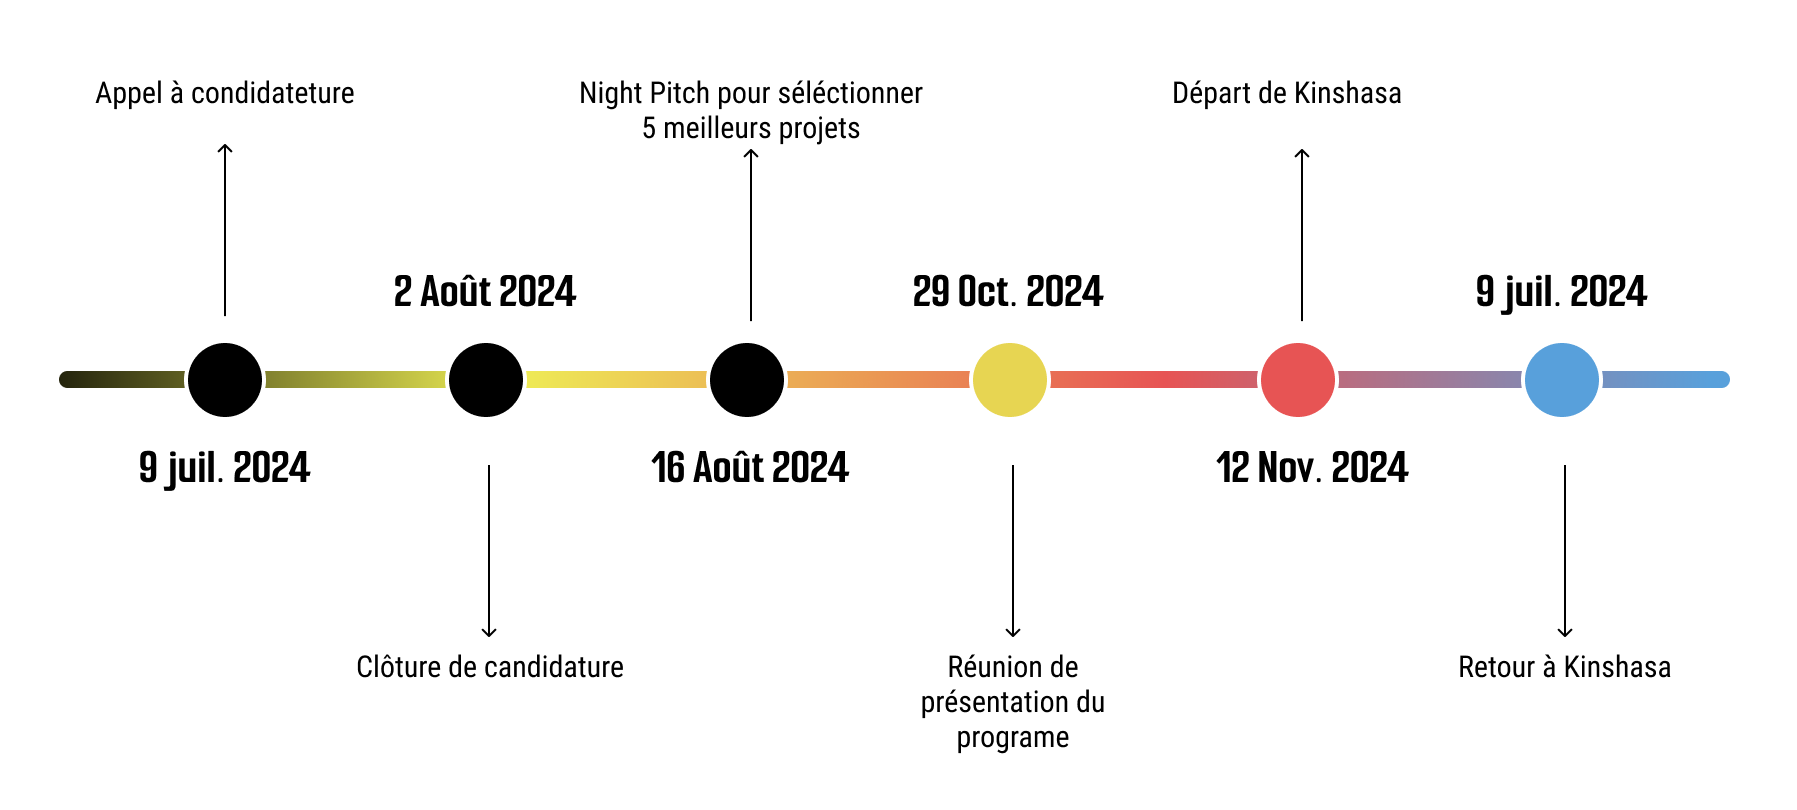 Appel à condidateture
Night Pitch pour séléctionner
5 meilleurs projets
Départ de Kinshasa
2 Août 2024
29 Oct. 2024
9 juil. 2024
9 juil. 2024
16 Août 2024
12 Nov. 2024
Clôture de candidature
Réunion de
présentation du
programe
Retour à Kinshasa